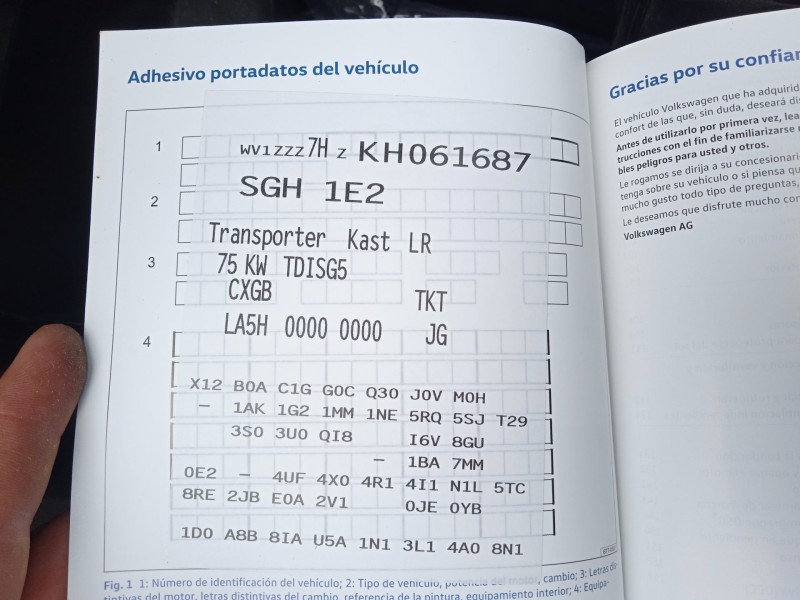 Adhesivo portadatos del vehículo
1
WV1ZZZ7H Z KH061687
SGH 1E2
2
Transporter Kast LR
3
75 KW TDISG5
CXGB TKT
4
LA5H 0000 0000 JG
X12 B0A C1G G0C Q30 J0V M0H
– 1AK 1G2 1MM 1NE 5RQ 5SJ T29
3S0 3U0 QI8 I6V 8GU
– 1BA 7MM
0E2 – 4UF 4X0 4R1 4I1 N1L 5TC
8RE 2JB E0A 2V1 0JE 0YB
1D0 A8B 8IA U5A 1N1 3L1 4A0 8N1
Fig. 1 1: Número de identificación del vehículo; 2: Tipo de vehículo, potencia del motor, cambio; 3: Letras dis-
tintivas del motor, letras distintivas del cambio, referencia de la pintura, equipamiento interior; 4: Equipa-
Gracias por su confian
El vehículo Volkswagen que ha adquirid
confort de las que, sin duda, deseará dis
Antes de utilizarlo por primera vez, lea
trucciones con el fin de familiarizarse
bles peligros para usted y otros.
Le rogamos se dirija a su concesionari
tenga sobre su vehículo o si piensa qu
mucho gusto todo tipo de preguntas,
Le deseamos que disfrute mucho con
Volkswagen AG